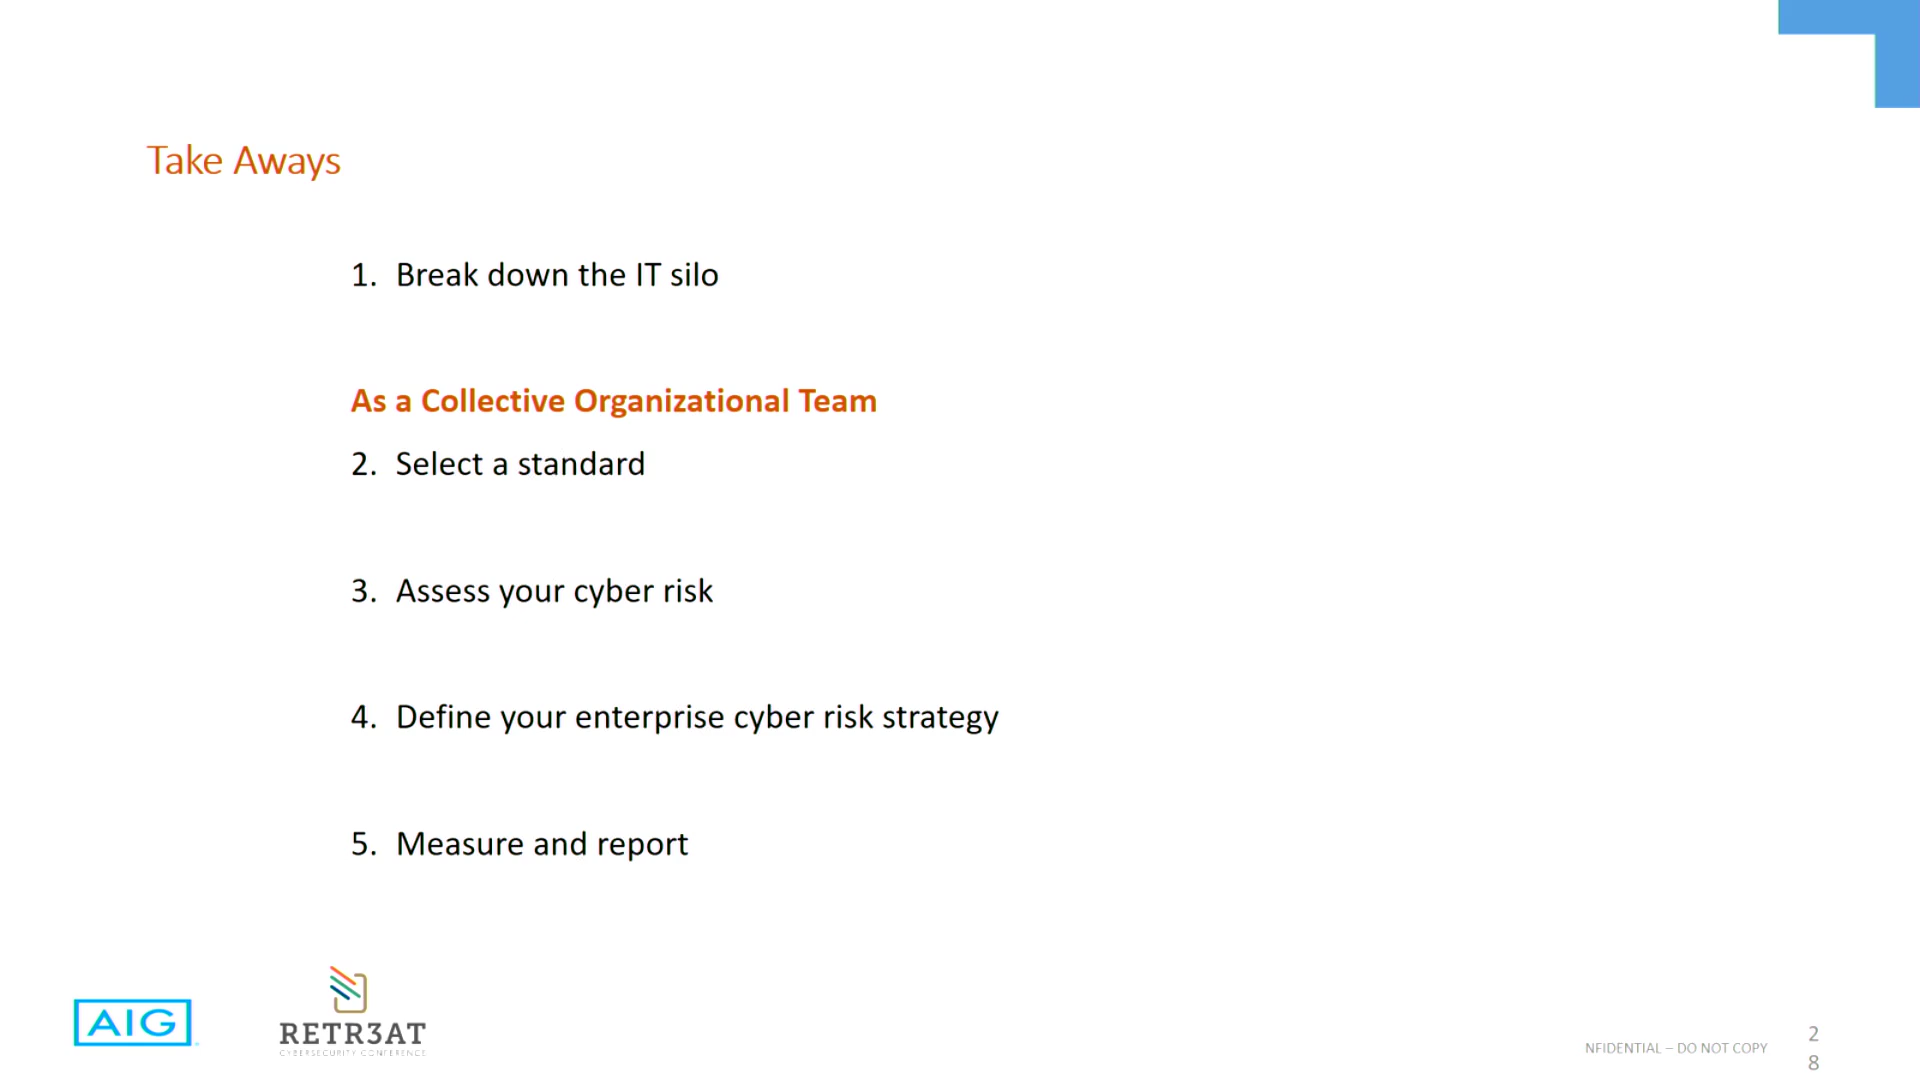 Take Aways
1. Break down the IT silo
As a Collective Organizational Team
2. Select a standard
3. Assess your cyber risk
4. Define your enterprise cyber risk strategy
5. Measure and report
AIG
RETR3AT
CYBERSECURITY CONFERENCE
NFIDENTIAL – DO NOT COPY
2
8